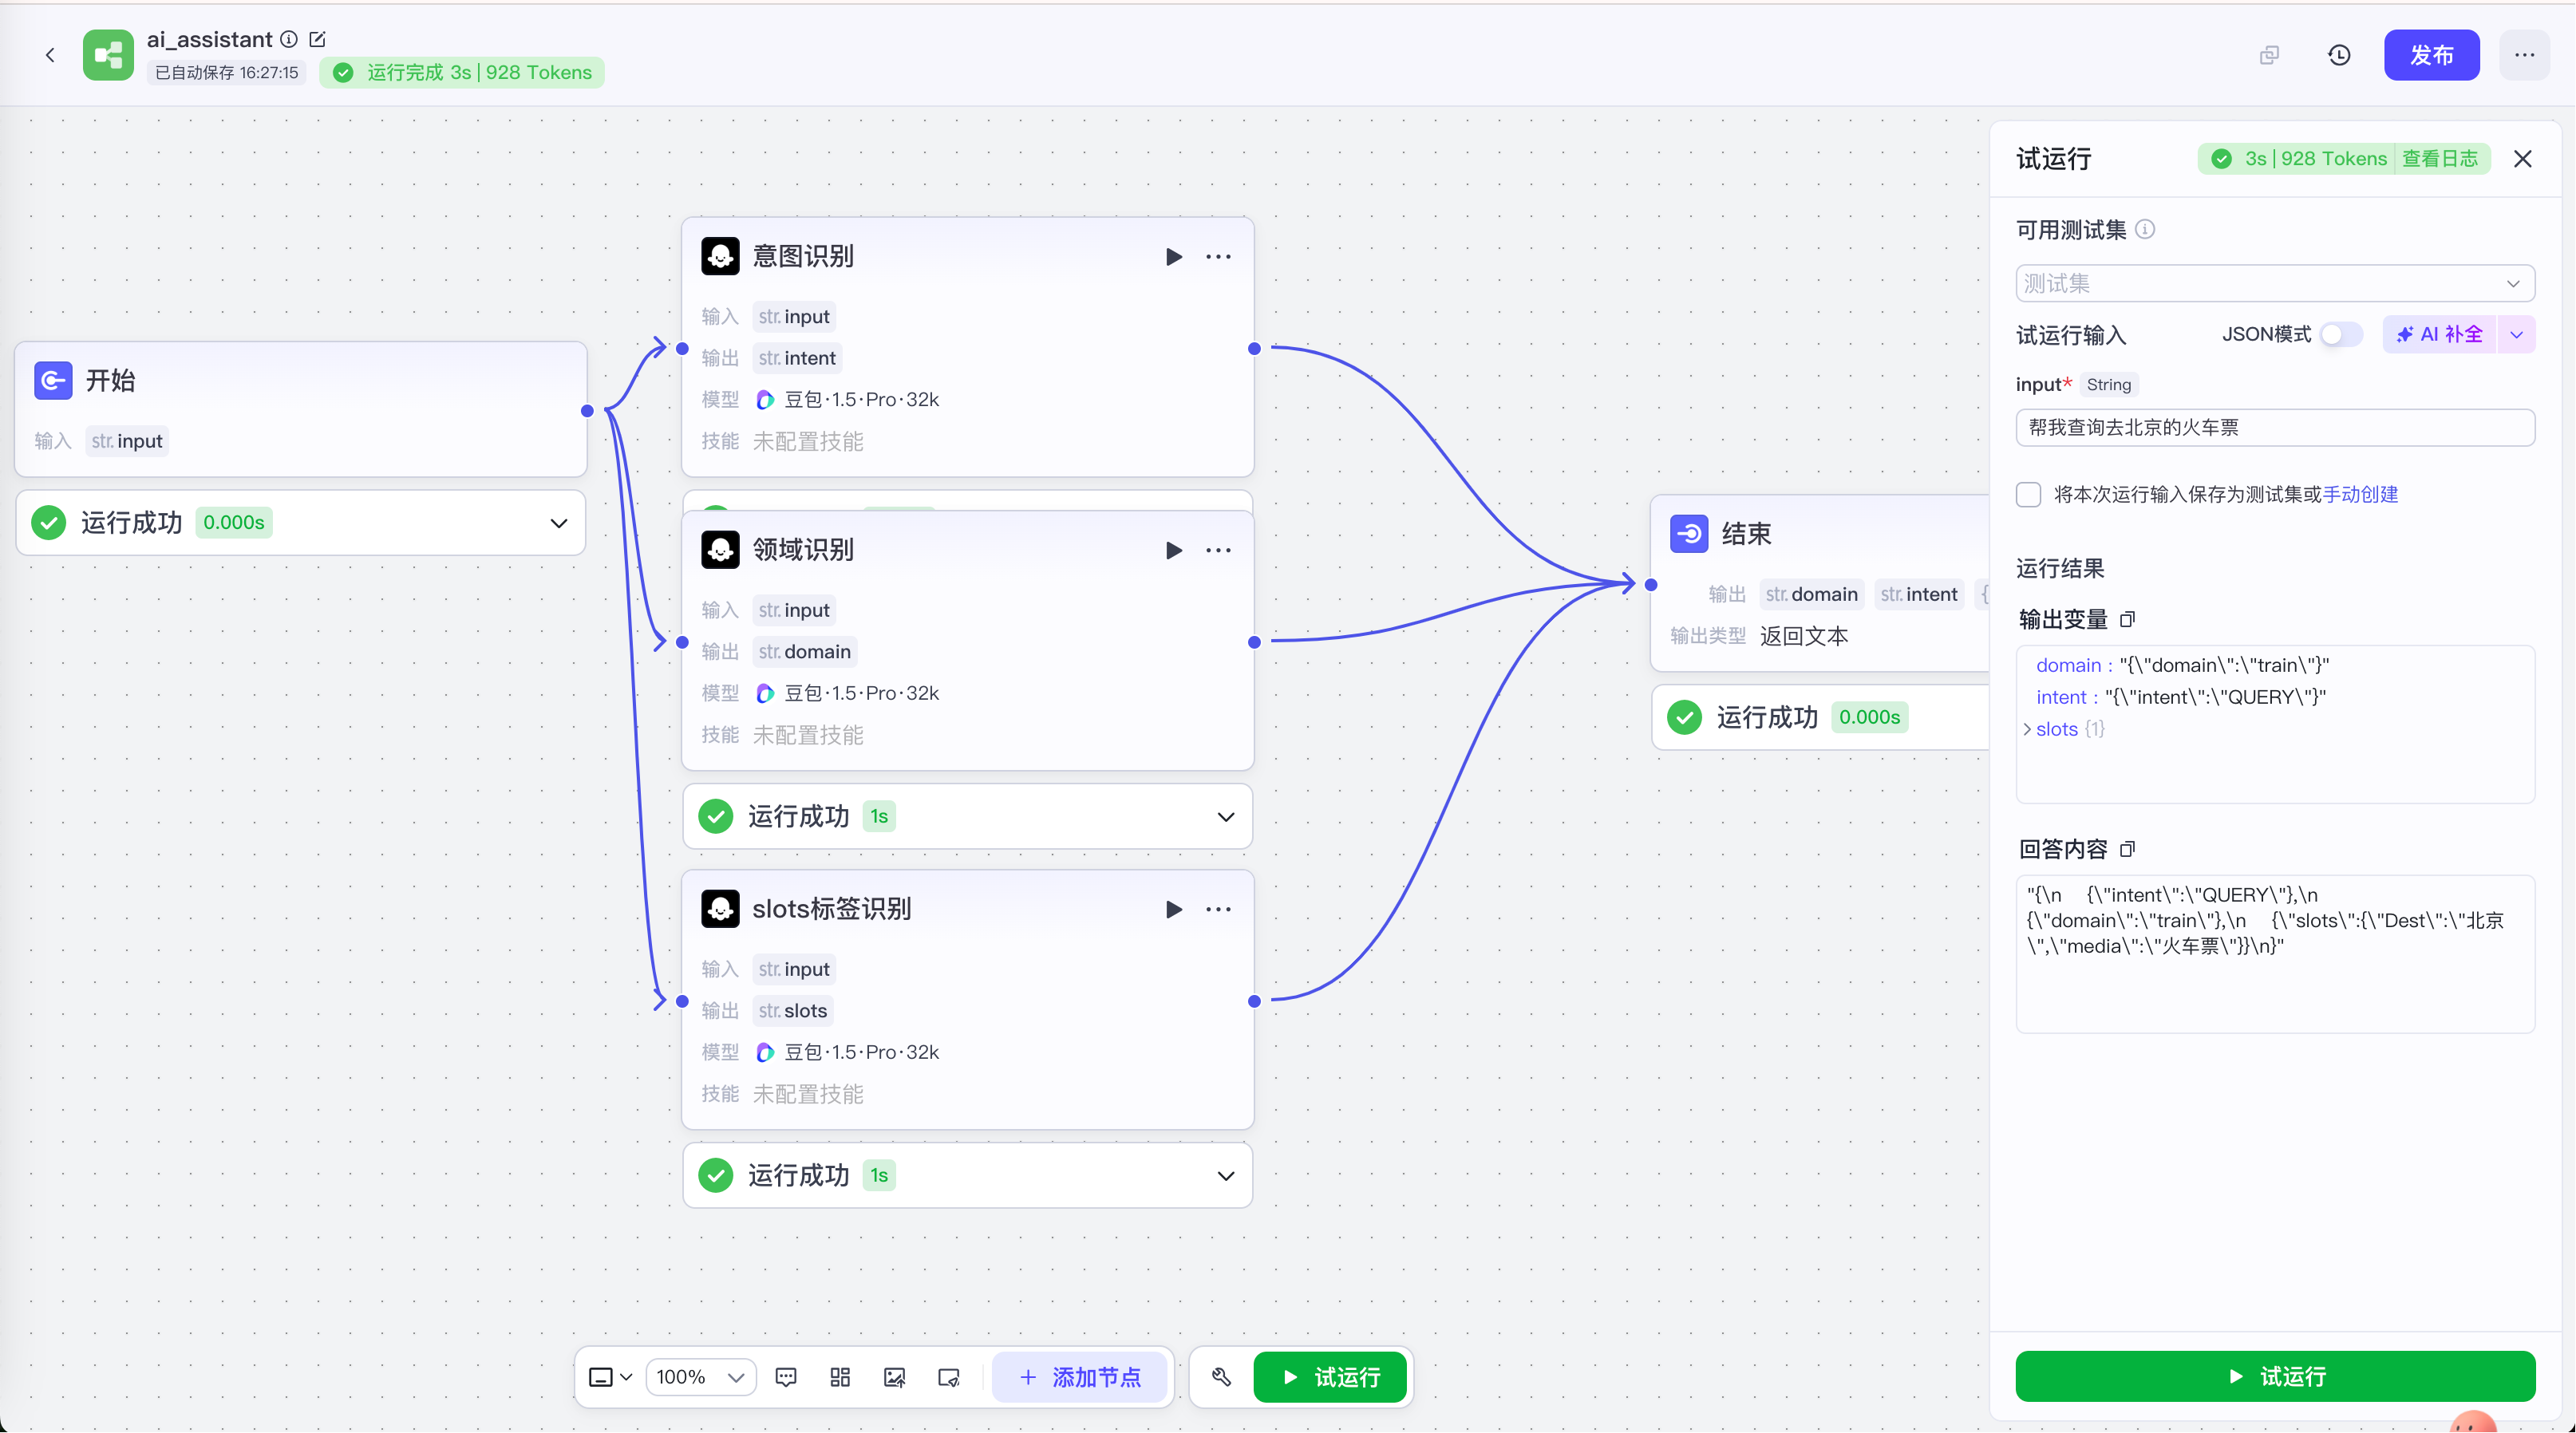 ai_assistant
已自动保存 16:27:15
运行完成 3s | 928 Tokens
发布
开始
输入 str. input
运行成功 0.000s
意图识别
输入 str. input
输出 str. intent
模型 豆包·1.5·Pro·32k
技能 未配置技能
领域识别
输入 str. input
输出 str. domain
模型 豆包·1.5·Pro·32k
技能 未配置技能
运行成功 1s
slots标签识别
输入 str. input
输出 str. slots
模型 豆包·1.5·Pro·32k
技能 未配置技能
运行成功 1s
结束
输出 str. domain str. intent {
输出类型 返回文本
运行成功 0.000s
100%
添加节点
试运行
试运行
3s | 928 Tokens 查看日志
可用测试集
测试集
试运行输入 JSON模式 AI 补全
input* String
帮我查询去北京的火车票
将本次运行输入保存为测试集或手动创建
运行结果
输出变量
domain : "{\"domain\":\"train\"}"
intent : "{\"intent\":\"QUERY\"}"
slots {1}
回答内容
"{\n {\"intent\":\"QUERY\"},\n
{\"domain\":\"train\"},\n {\"slots\":{\"Dest\":\"北京
\",\"media\":\"火车票\"}}\n}"
试运行